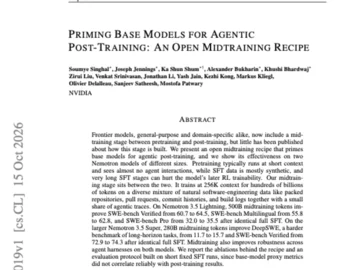 PRIMING BASE MODELS FOR AGENTIC
POST-TRAINING: AN OPEN MIDTRAINING RECIPE
Soumye Singhal*, Joseph Jennings*, Ka Shun Shum*†, Alexander Bukharin*, Khushi Bhardwaj*
Zirui Liu, Venkat Srinivasan, Jonathan Li, Yash Jain, Kezhi Kong, Markus Kliegl,
Olivier Delalleau, Sanjeev Satheesh, Mostofa Patwary
NVIDIA
ABSTRACT
Frontier models, general-purpose and domain-specific alike, now include a mid-
training stage between pretraining and post-training, but little has been published
about how this stage is built. We present an open midtraining recipe that primes
base models for agentic post-training, and we show its effectiveness on two
Nemotron models of different sizes. Pretraining typically runs at short context
and sees almost no agentic interactions, while SFT data is mostly synthetic, and
very long SFT stages can hurt the model's later RL trainability. Our midtrain-
ing stage sits between the two. It trains at 256K context for hundreds of billions
of tokens on a diverse mixture of natural software-engineering data like packed
repositories, pull requests, commit histories, and build logs together with a small
share of agentic traces. On Nemotron 3.5 Lightning, 500B midtraining tokens im-
prove SWE-bench Verified from 60.7 to 64.5, SWE-bench Multilingual from 55.8
to 62.8, and SWE-bench Pro from 32.0 to 35.5 after identical full SFT. On the
larger Nemotron 3.5 Super, 280B midtraining tokens improve DeepSWE, a harder
benchmark of long-horizon tasks, from 11.7 to 15.7 and SWE-bench Verified from
72.9 to 74.3 after identical full SFT. Midtraining also improves robustness across
agent harnesses on both models. We report the ablations behind the recipe and an
evaluation protocol built on short fixed SFT runs, since base-model proxy metrics
did not correlate reliably with post-training results.
019v1 [cs.CL] 15 Oct 2026